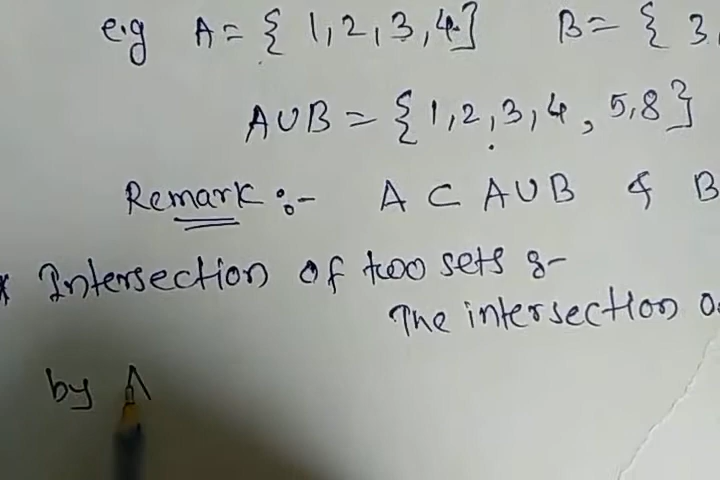 e.g A = { 1, 2, 3, 4 } B = { 3,
A∪B = { 1, 2, 3, 4, 5, 8 }
Remark :- A ⊂ A∪B & B
* Intersection of two sets :-
The intersection o
by A